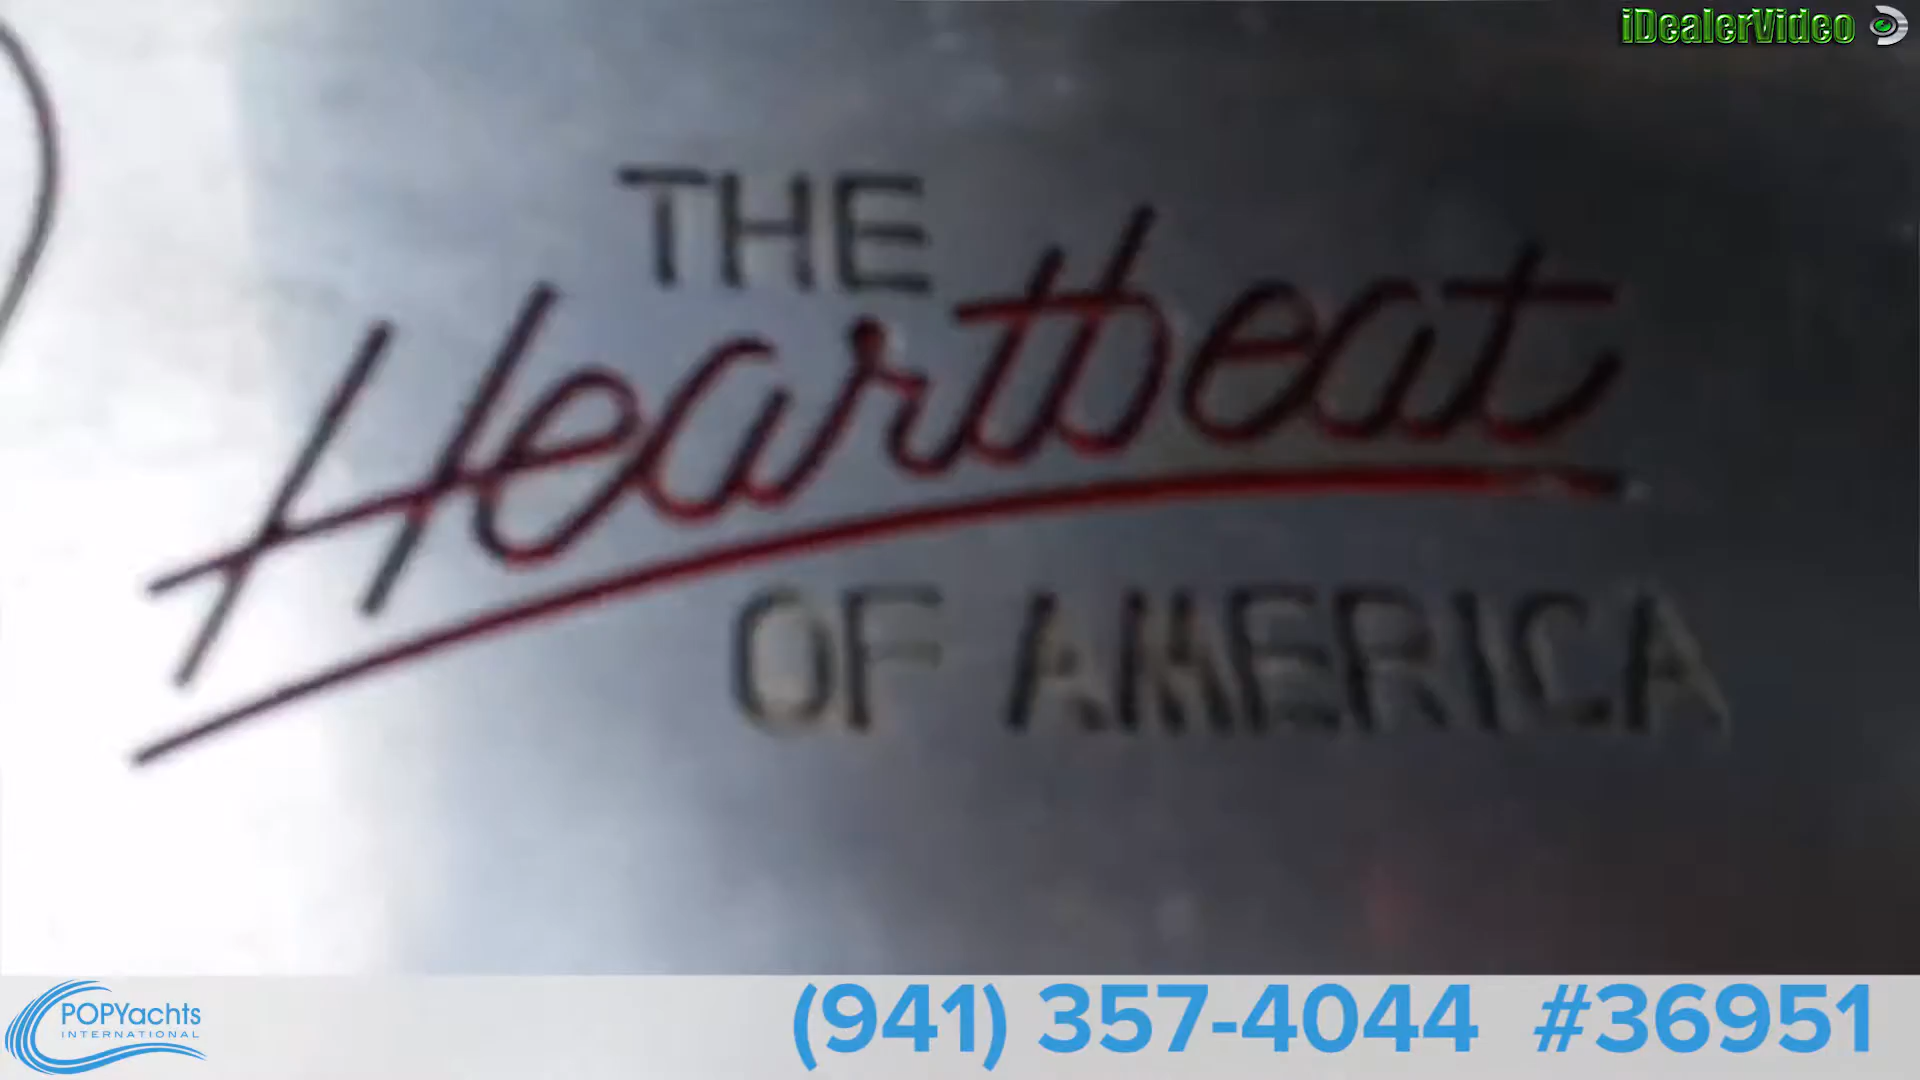 iDealerVideo
THE
Heartbeat
OF AMERICA
POPYachts
INTERNATIONAL
(941) 357-4044 #36951